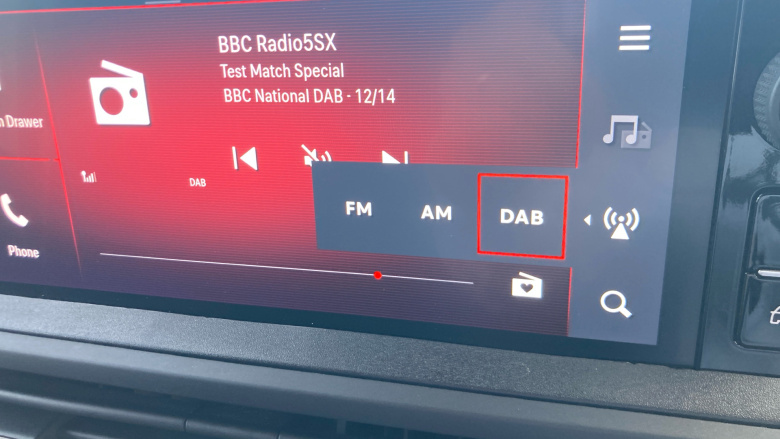 BBC Radio5SX
Test Match Special
BBC National DAB - 12/14
Drawer
DAB
FM
AM
DAB
Phone